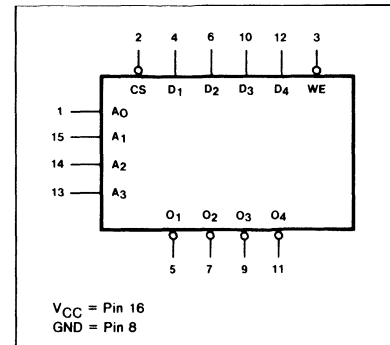 2 4 6 10 12 3
CS D1 D2 D3 D4 WE
1 A0
15 A1
14 A2
13 A3
O1 O2 O3 O4
5 7 9 11
VCC = Pin 16
GND = Pin 8